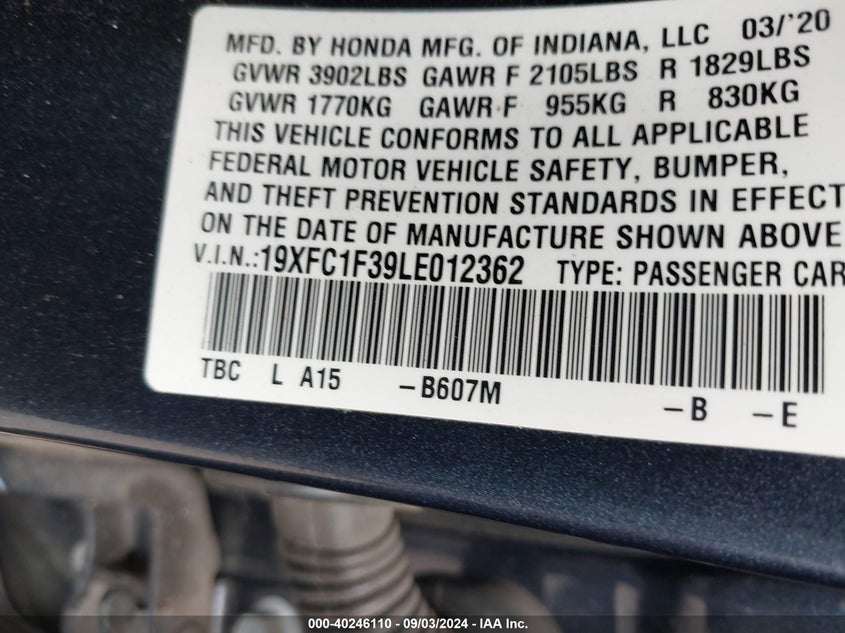 MFD. BY HONDA MFG. OF INDIANA, LLC 03/'20
GVWR 3902LBS GAWR F 2105LBS R 1829LBS
GVWR 1770KG GAWR F 955KG R 830KG
THIS VEHICLE CONFORMS TO ALL APPLICABLE
FEDERAL MOTOR VEHICLE SAFETY, BUMPER,
AND THEFT PREVENTION STANDARDS IN EFFECT
ON THE DATE OF MANUFACTURE SHOWN ABOVE
V.I.N.:19XFC1F39LE012362 TYPE: PASSENGER CAR
TBC L A15 -B607M -B -E
000-40246110 - 09/03/2024 - IAA Inc.